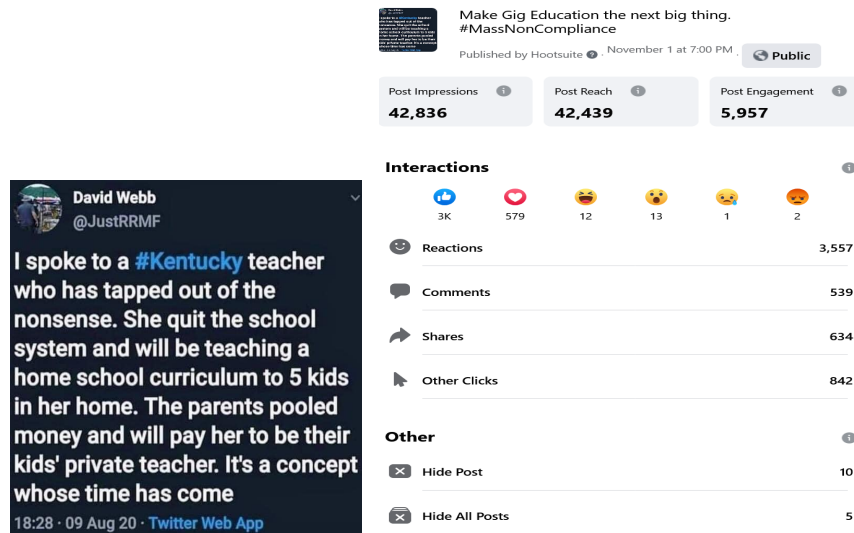 David Webb
@JustRRMF
I spoke to a #Kentucky teacher
who has tapped out of the
nonsense. She quit the school
system and will be teaching a
home school curriculum to 5 kids
in her home. The parents pooled
money and will pay her to be their
kids' private teacher. It's a concept
whose time has come
18:28 · 09 Aug 20 · Twitter Web App
Make Gig Education the next big thing.
#MassNonCompliance
Published by Hootsuite · November 1 at 7:00 PM · Public
Post Impressions
42,836
Post Reach
42,439
Post Engagement
5,957
Interactions
3K 579 12 13 1 2
Reactions 3,557
Comments 539
Shares 634
Other Clicks 842
Other
Hide Post 10
Hide All Posts 5